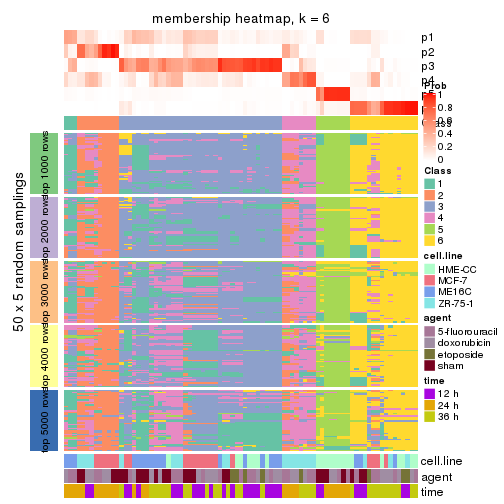 membership heatmap, k = 6
p1
p2
p3
p4
Prob
1
0.8
0.6
0.4
0.2
0
Class
1
2
3
4
5
6
cell.line
HME-CC
MCF-7
ME16C
ZR-75-1
agent
5-fluorouracil
doxorubicin
etoposide
sham
time
12 h
24 h
36 h
50 x 5 random samplings
top 1000 rows
top 2000 rows
top 3000 rows
top 4000 rows
top 5000 rows
cell.line
agent
time